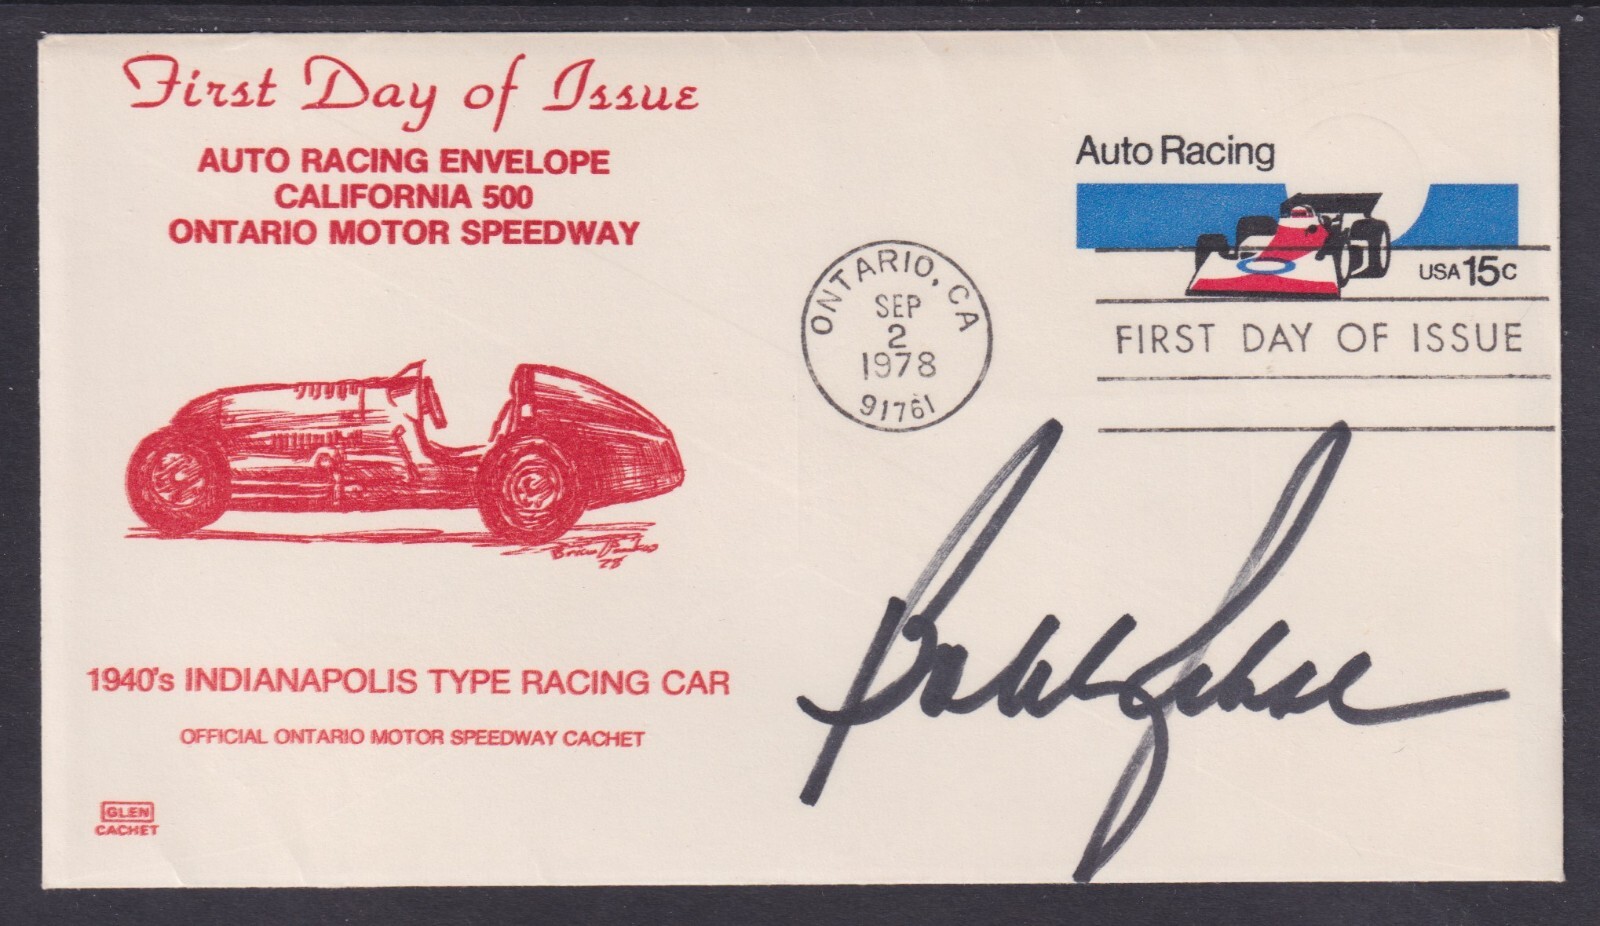 First Day of Issue
AUTO RACING ENVELOPE
CALIFORNIA 500
ONTARIO MOTOR SPEEDWAY
Auto Racing
USA 15c
ONTARIO, CA
SEP
2
1978
91761
FIRST DAY OF ISSUE
78
1940's INDIANAPOLIS TYPE RACING CAR
OFFICIAL ONTARIO MOTOR SPEEDWAY CACHET
GLEN
CACHET